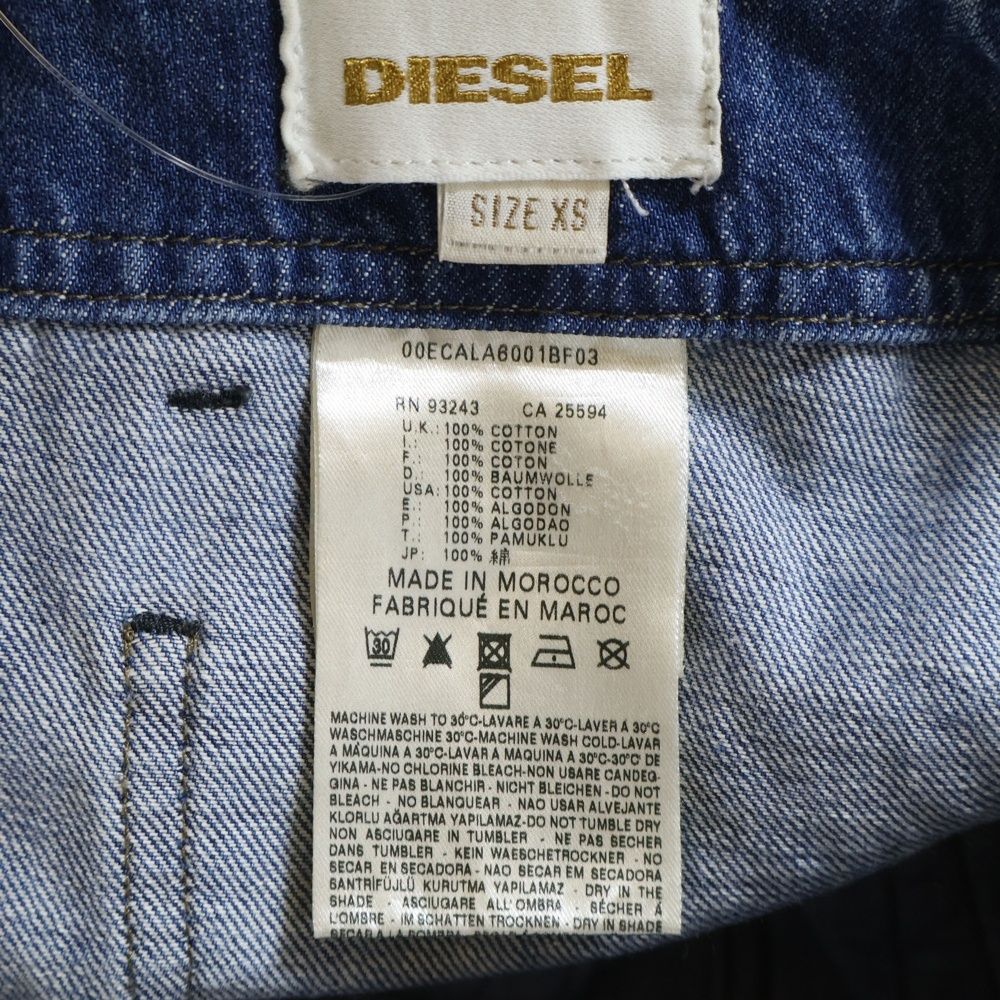 DIESEL
SIZE XS
00ECALA6001BF03
RN 93243 CA 25594
U.K.: 100% COTTON
I.: 100% COTONE
F.: 100% COTON
D.: 100% BAUMWOLLE
USA: 100% COTTON
E.: 100% ALGODON
P.: 100% ALGODAO
T.: 100% PAMUKLU
JP: 100% 綿
MADE IN MOROCCO
FABRIQUÉ EN MAROC
30
MACHINE WASH TO 30°C-LAVARE A 30°C-LAVER Á 30°C
WASCHMASCHINE 30°C-MACHINE WASH COLD-LAVAR
A MÁQUINA A 30°C-LAVAR À MAQUINA A 30°C-30°C' DE
YIKAMA-NO CHLORINE BLEACH-NON USARE CANDEG-
GINA - NE PAS BLANCHIR - NICHT BLEICHEN - DO NOT
BLEACH - NO BLANQUEAR - NAO USAR ALVEJANTE
KLORLU AĞARTMA YAPILAMAZ-DO NOT TUMBLE DRY
NON ASCIUGARE IN TUMBLER - NE PAS SECHER
DANS TUMBLER - KEIN WAESCHETROCKNER - NO
SECAR EN SECADORA - NAO SECAR EM SECADORA
SANTRİFÜJLÜ KURUTMA YAPILAMAZ - DRY IN THE
SHADE - ASCIUGARE ALL'OMBRA - SÉCHER Á
L'OMBRE - IM SCHATTEN TROCKNEN - DRY IN SHADE
SECAR A LA SOMBRA